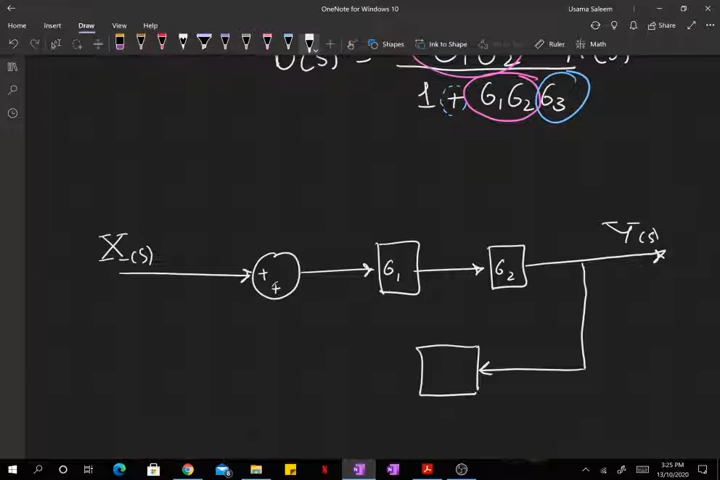 OneNote for Windows 10
Usama Saleem
Home Insert Draw View Help
Share
Shapes Ink to Shape Ruler Math
U(s) =
1 + G₁G₂G₃
X(s)
Y(s)
+
+
G₁
G₂
3:25 PM
13/10/2020